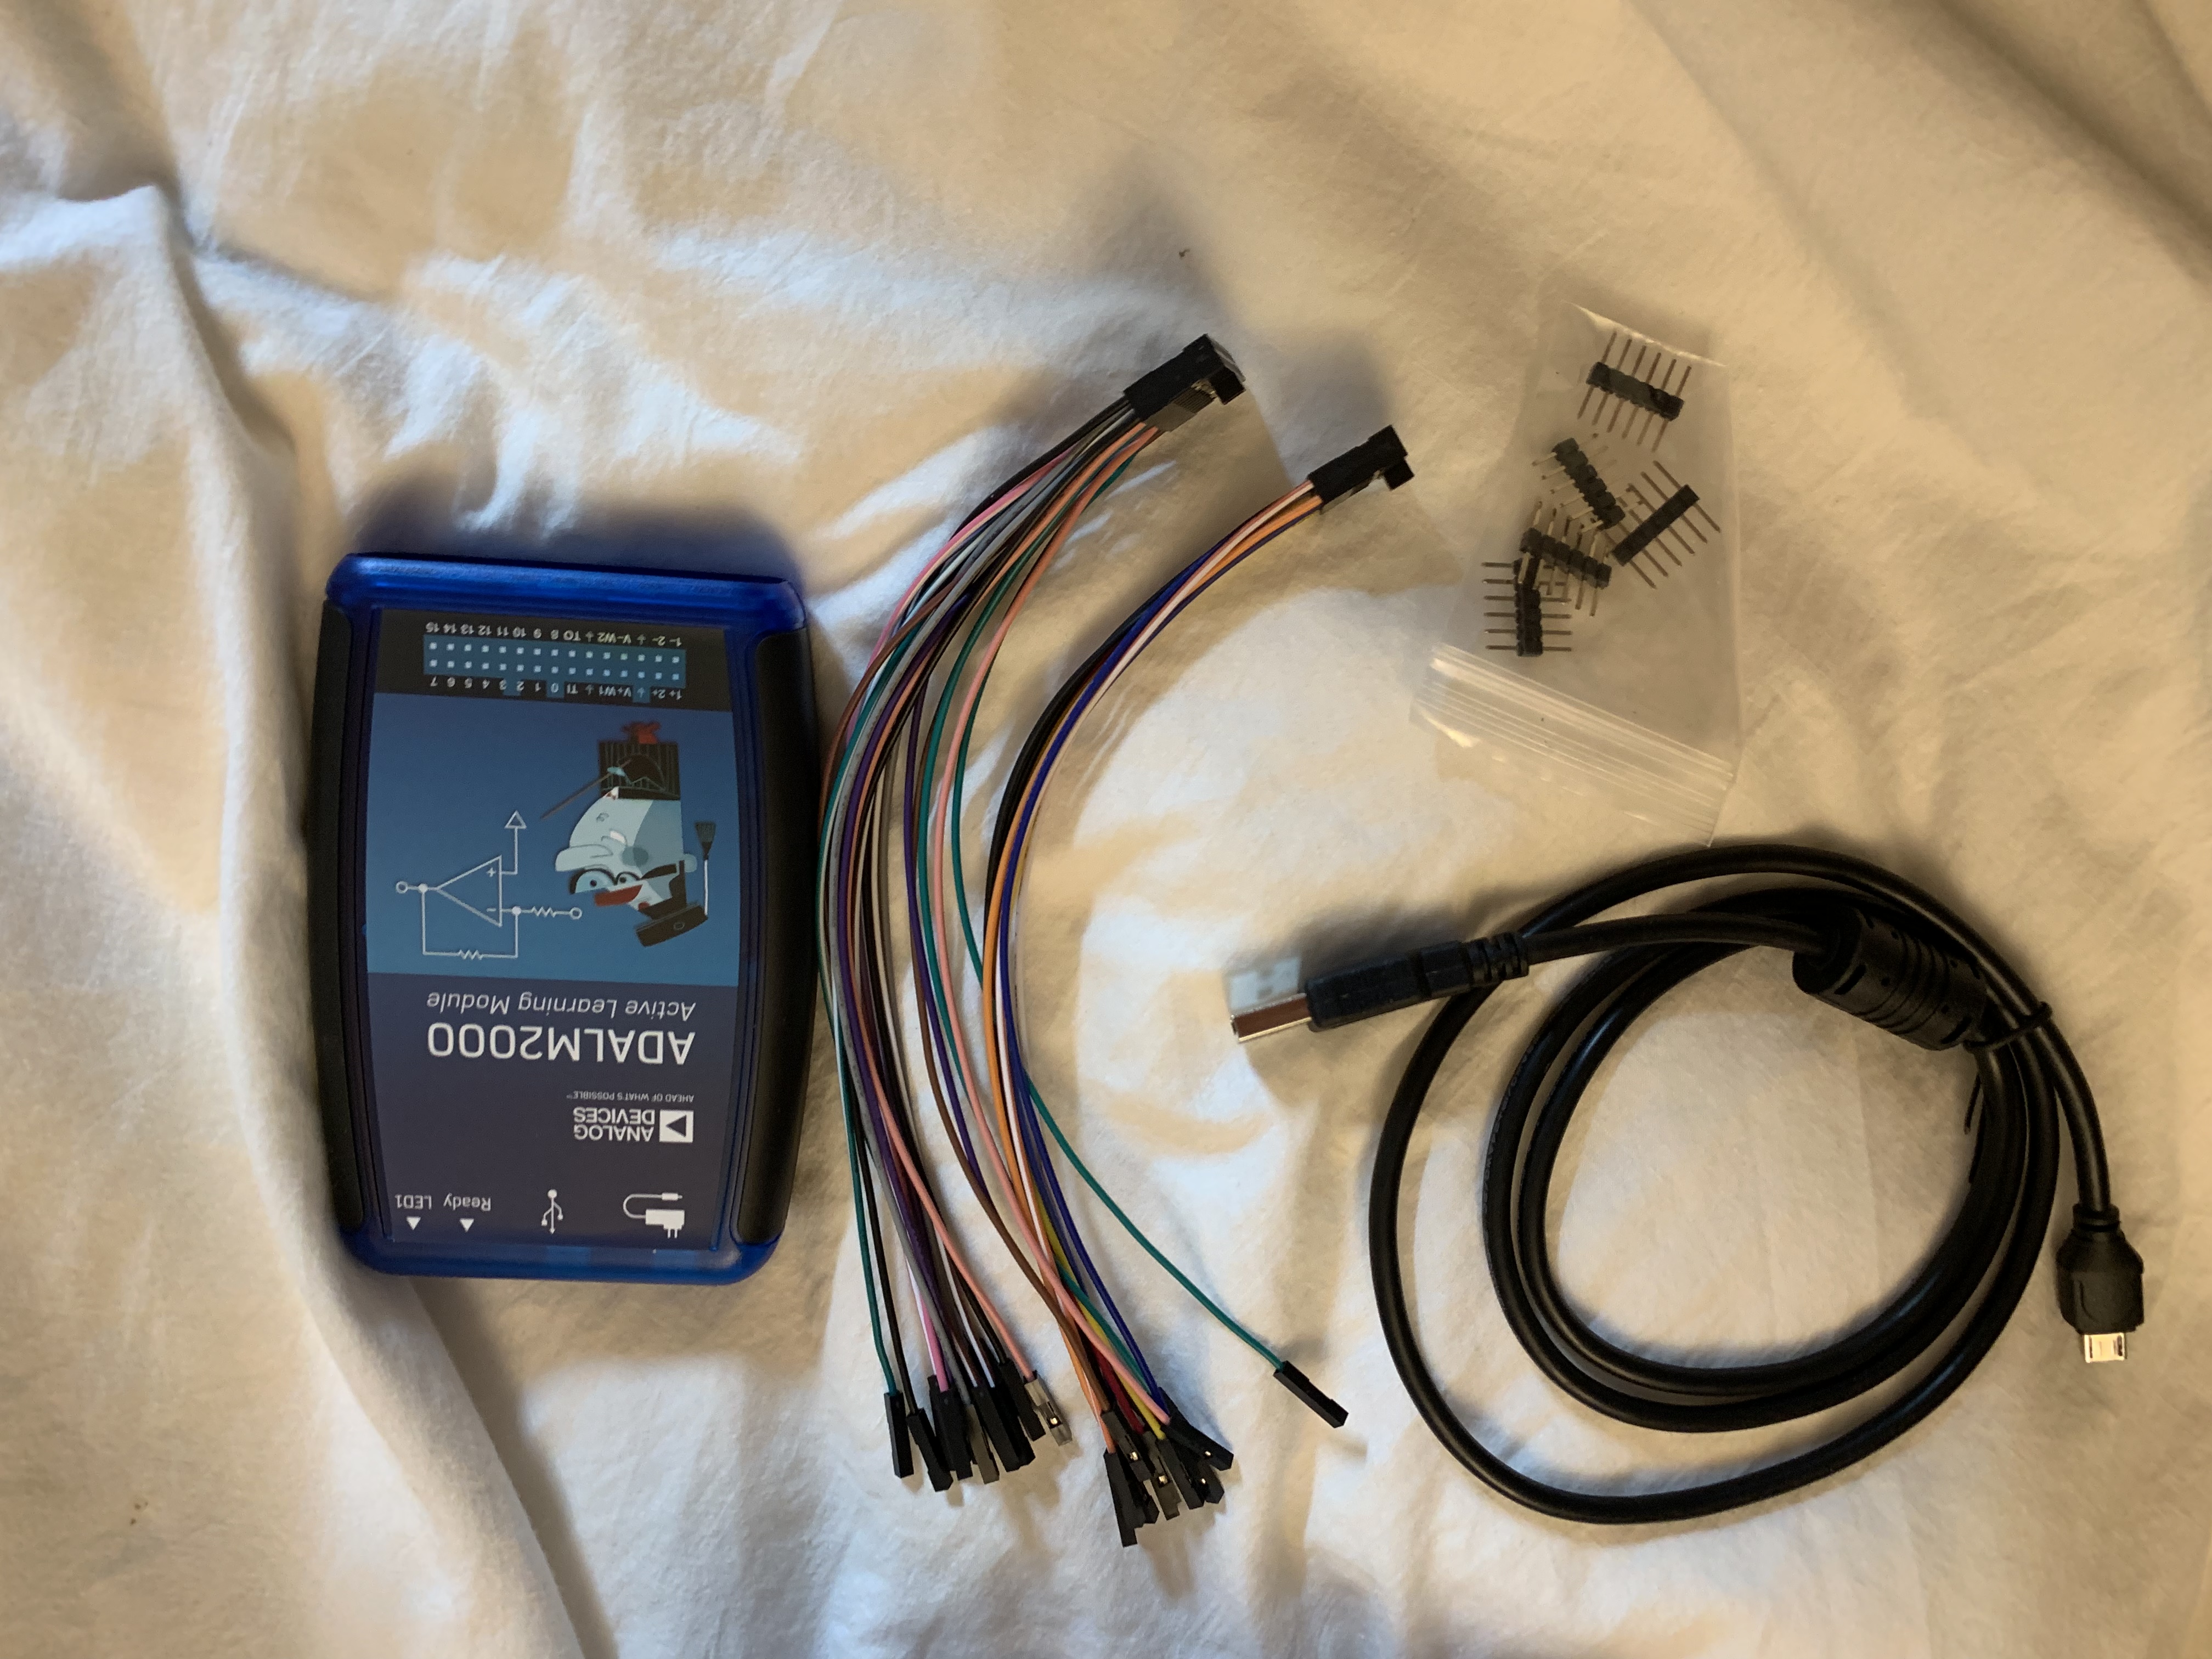 Ready LED1
ANALOG
DEVICES
AHEAD OF WHAT'S POSSIBLE™
ADALM2000
Active Learning Module
−
+
1+ 2+ ⏚ V+ W1 ⏚ TI 0 1 2 3 4 5 6 7
1− 2− ⏚ V− W2 ⏚ TO 8 9 10 11 12 13 14 15